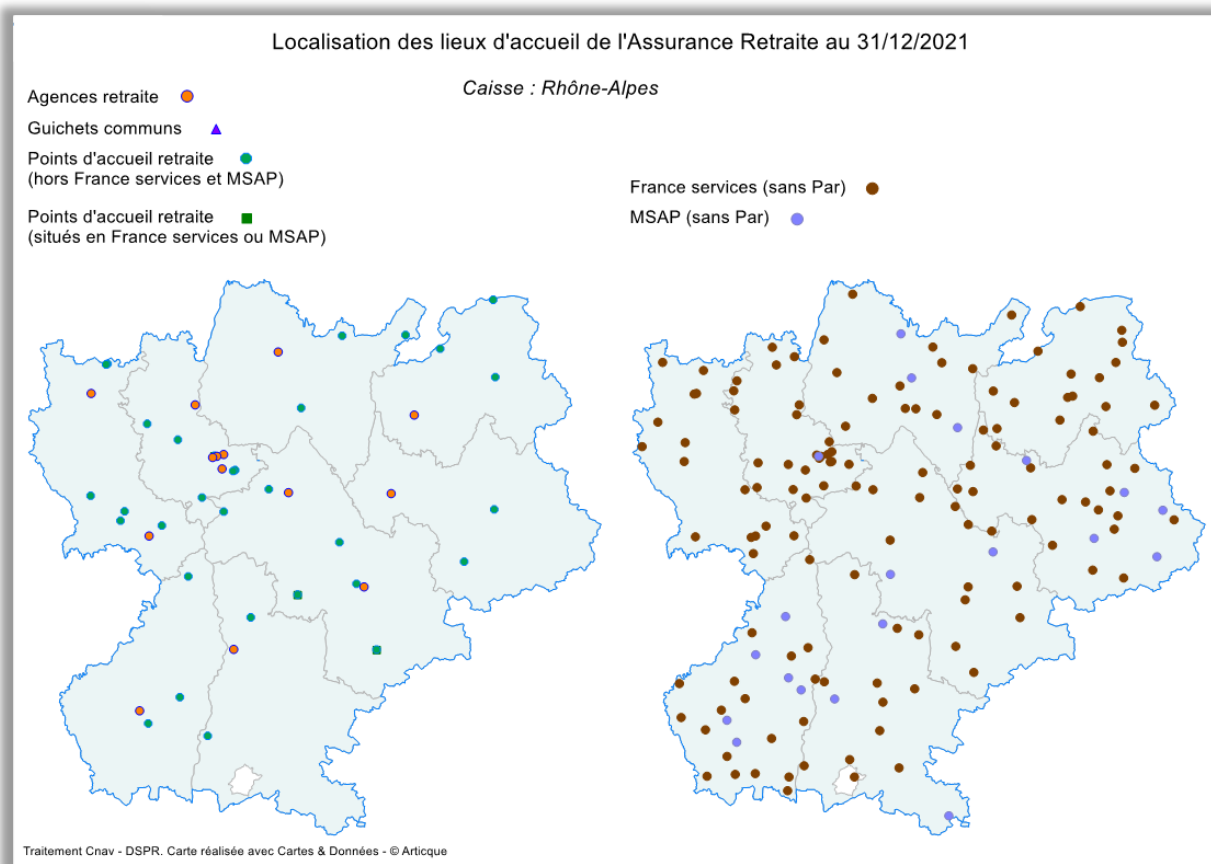 Localisation des lieux d'accueil de l'Assurance Retraite au 31/12/2021
Caisse : Rhône-Alpes
Agences retraite
Guichets communs
Points d'accueil retraite
(hors France services et MSAP)
Points d'accueil retraite
(situés en France services ou MSAP)
France services (sans Par)
MSAP (sans Par)
Traitement Cnav - DSPR. Carte réalisée avec Cartes & Données - © Articque